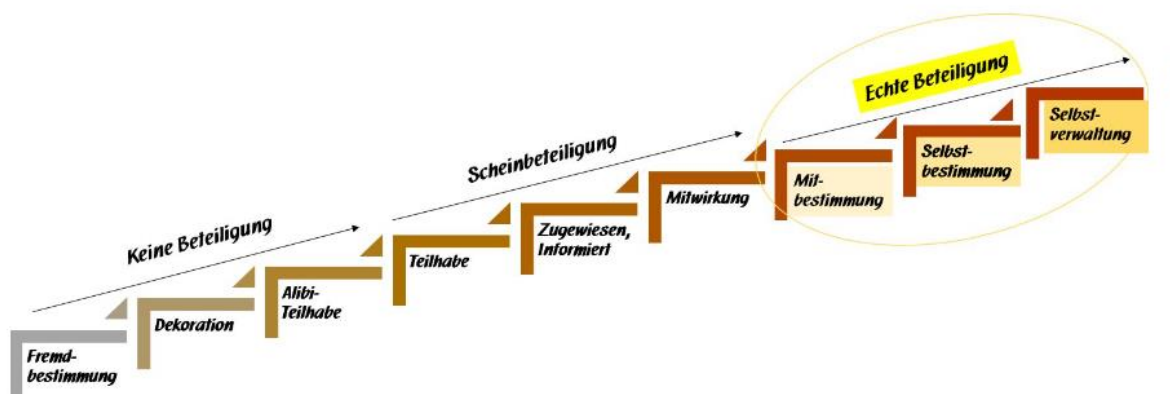 Keine Beteiligung
Scheinbeteiligung
Echte Beteiligung
Fremd-
bestimmung
Dekoration
Alibi-
Teilhabe
Teilhabe
Zugewiesen,
Informiert
Mitwirkung
Mit
bestimmung
Selbst
bestimmung
Selbst
verwaltung